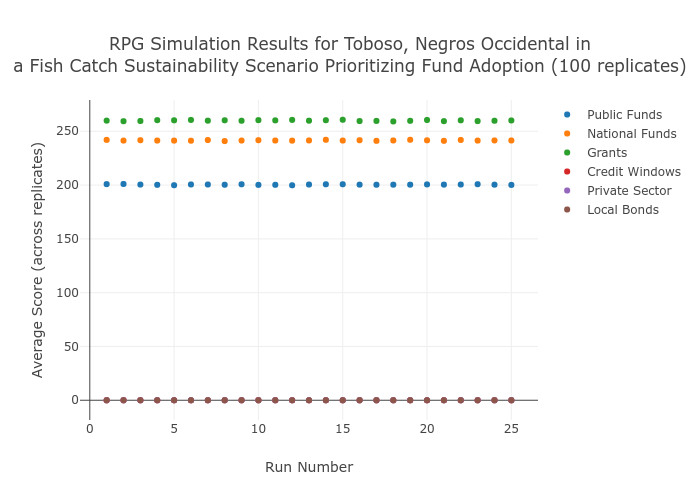 RPG Simulation Results for Toboso, Negros Occidental in
a Fish Catch Sustainability Scenario Prioritizing Fund Adoption (100 replicates)
Average Score (across replicates)
250
200
150
100
50
0
0 5 10 15 20 25
Run Number
Public Funds
National Funds
Grants
Credit Windows
Private Sector
Local Bonds